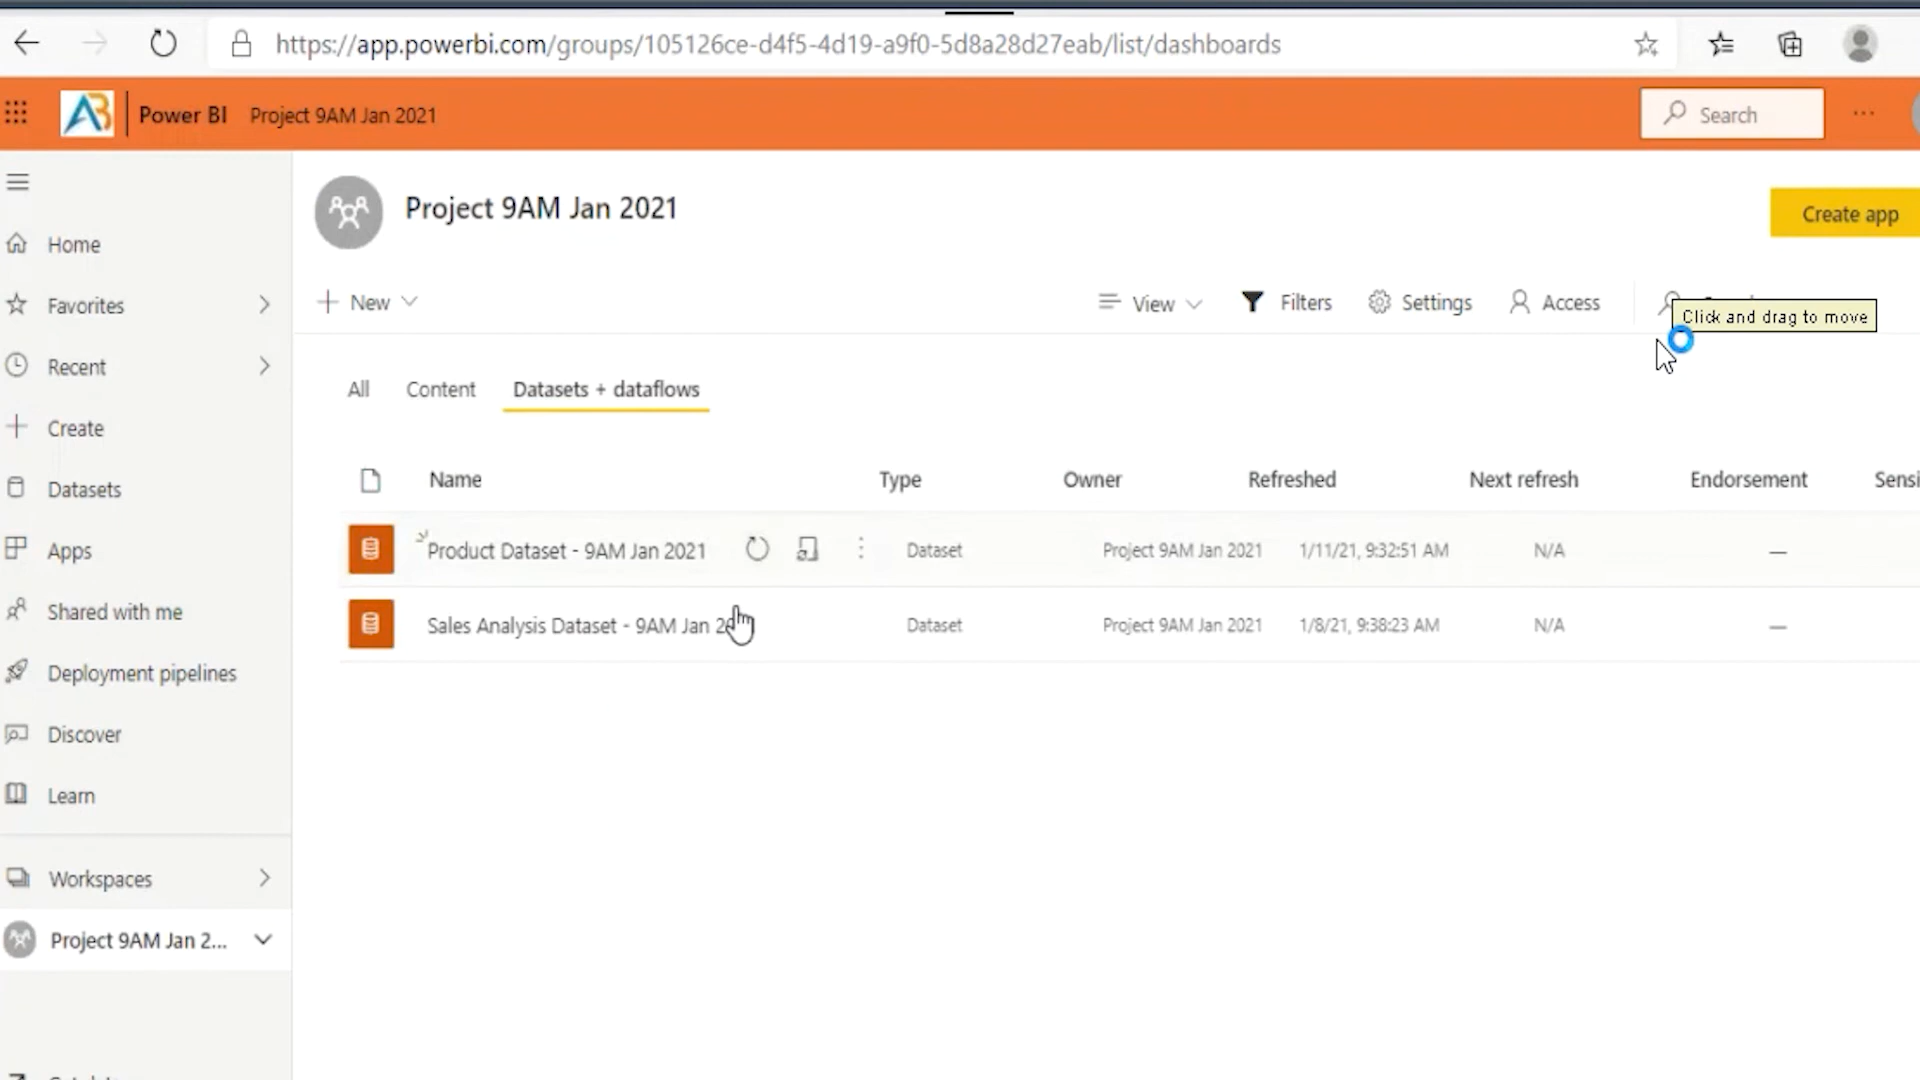 https://app.powerbi.com/groups/105126ce-d4f5-4d19-a9f0-5d8a28d27eab/list/dashboards
AB Power BI Project 9AM Jan 2021 Search
Project 9AM Jan 2021
Create app
New View Filters Settings Access
Click and drag to move
Home
Favorites
Recent
Create
Datasets
Apps
Shared with me
Deployment pipelines
Discover
Learn
Workspaces
Project 9AM Jan 2...
All Content Datasets + dataflows
Name Type Owner Refreshed Next refresh Endorsement Sensi
Product Dataset - 9AM Jan 2021 Dataset Project 9AM Jan 2021 1/11/21, 9:32:51 AM N/A —
Sales Analysis Dataset - 9AM Jan Dataset Project 9AM Jan 2021 1/8/21, 9:38:23 AM N/A —